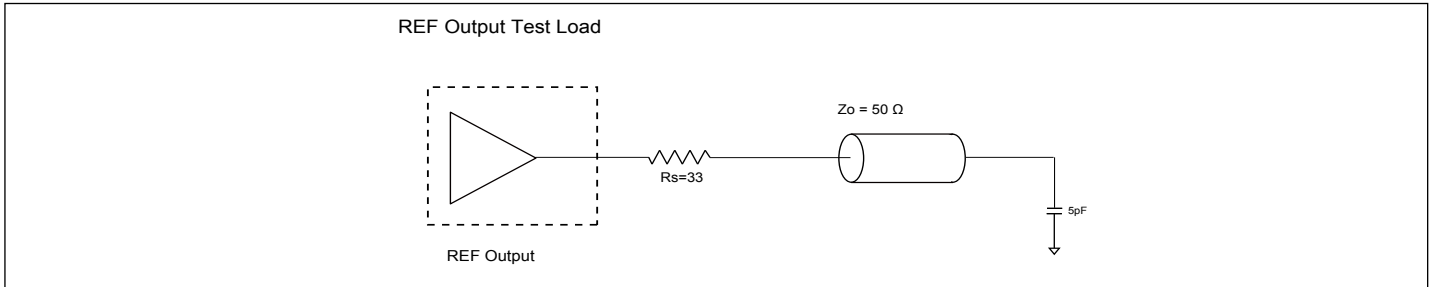 REF Output Test Load
Zo = 50 Ω
Rs=33
5pF
REF Output